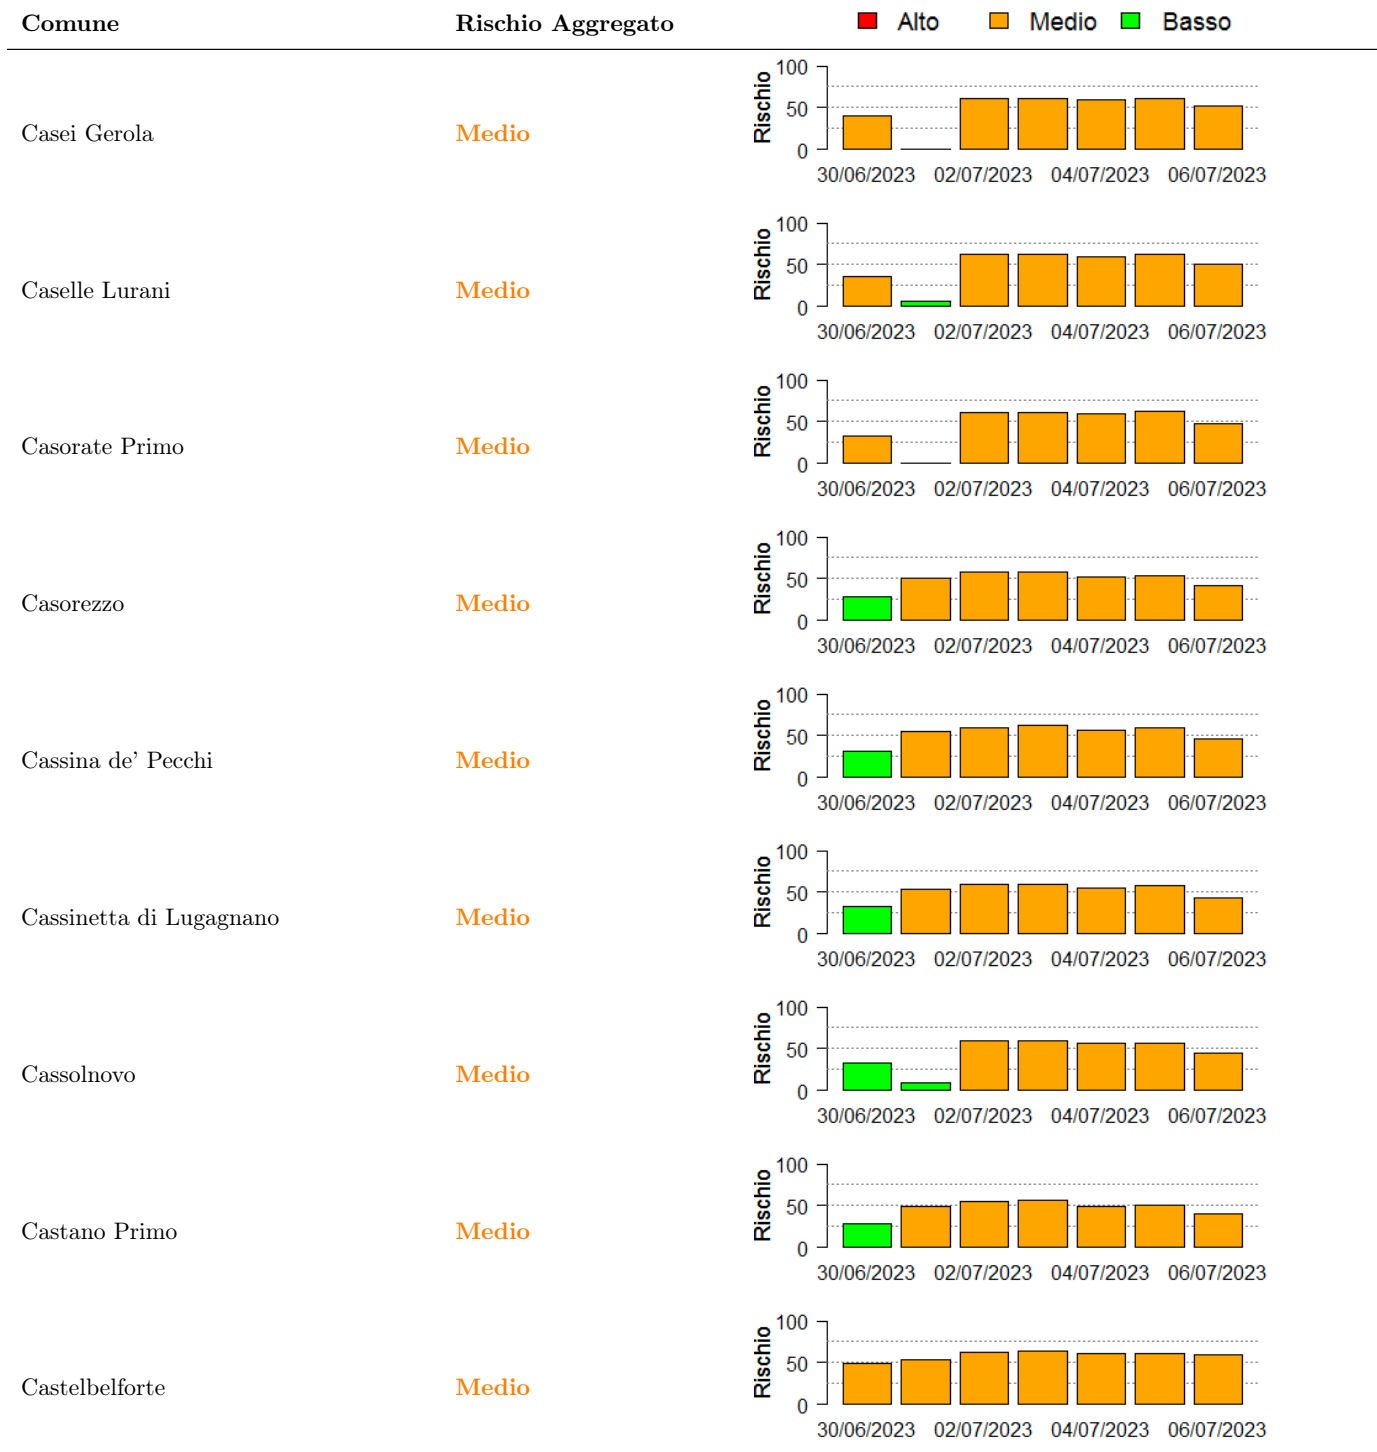 Comune Rischio Aggregato Alto Medio Basso
100
50
0
Rischio
Casei Gerola Medio
30/06/2023 02/07/2023 04/07/2023 06/07/2023
100
50
0
Rischio
Caselle Lurani Medio
30/06/2023 02/07/2023 04/07/2023 06/07/2023
100
50
0
Rischio
Casorate Primo Medio
30/06/2023 02/07/2023 04/07/2023 06/07/2023
100
50
0
Rischio
Casorezzo Medio
30/06/2023 02/07/2023 04/07/2023 06/07/2023
100
50
0
Rischio
Cassina de' Pecchi Medio
30/06/2023 02/07/2023 04/07/2023 06/07/2023
100
50
0
Rischio
Cassinetta di Lugagnano Medio
30/06/2023 02/07/2023 04/07/2023 06/07/2023
100
50
0
Rischio
Cassolnovo Medio
30/06/2023 02/07/2023 04/07/2023 06/07/2023
100
50
0
Rischio
Castano Primo Medio
30/06/2023 02/07/2023 04/07/2023 06/07/2023
100
50
0
Rischio
Castelbelforte Medio
30/06/2023 02/07/2023 04/07/2023 06/07/2023